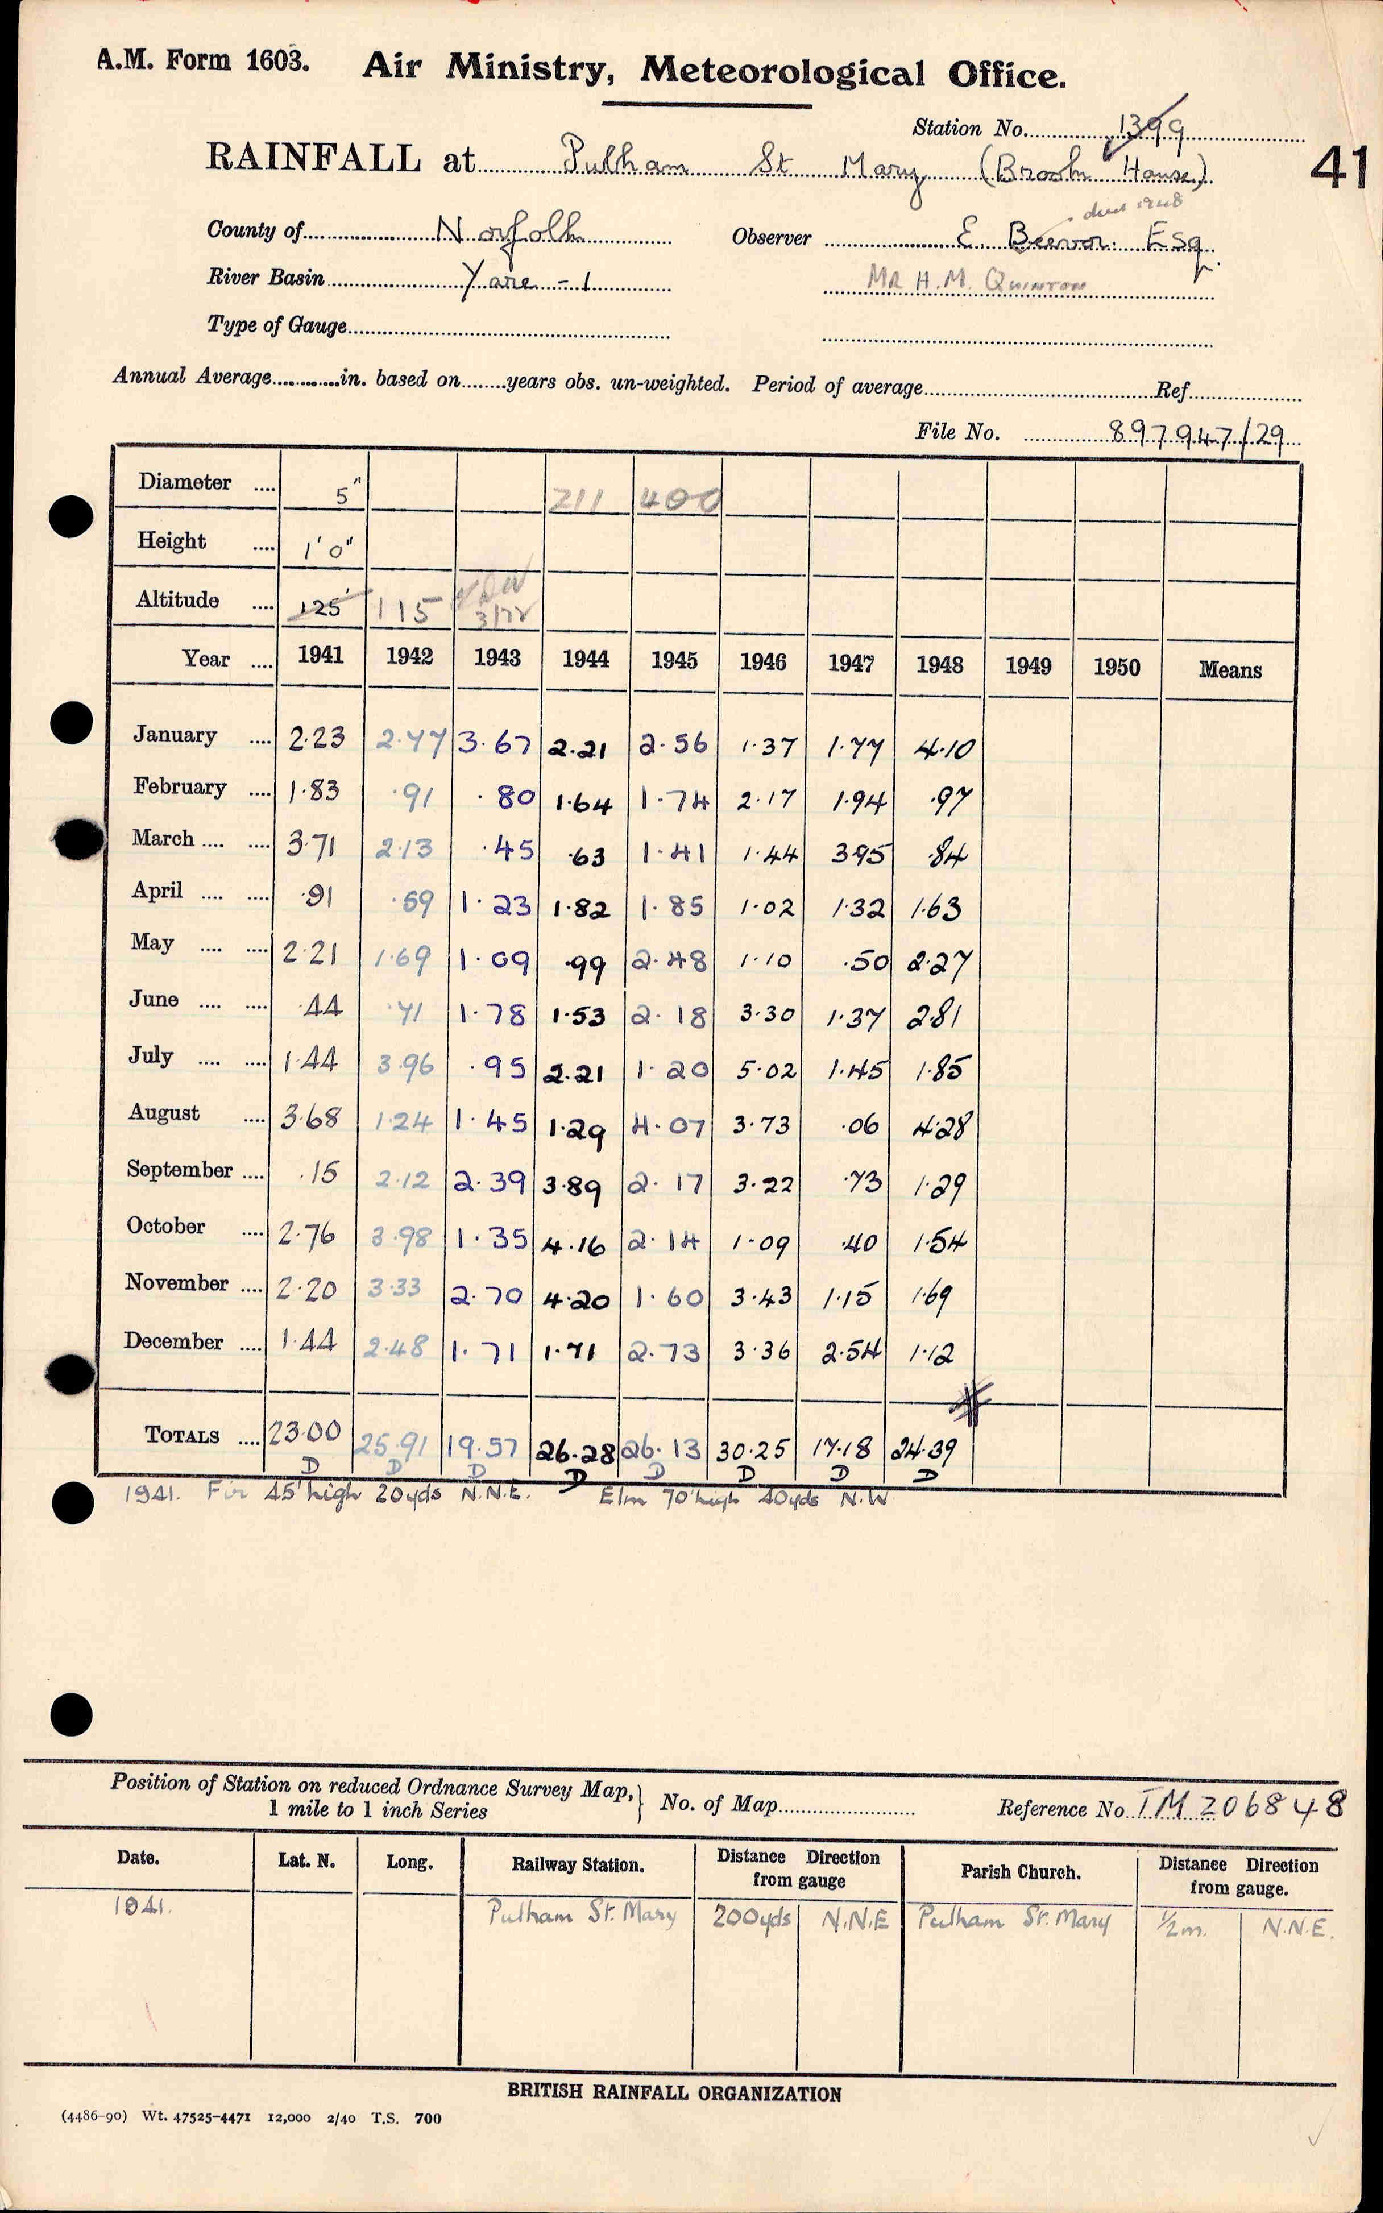 A.M. Form 1603. Air Ministry, Meteorological Office.
Station No. 1399
RAINFALL at Pulham St Mary (Brook House) 41
died 1948
County of Norfolk Observer E. Beevor. Esq.
River Basin Yare - 1 MR H.M. QUINTON
Type of Gauge
Annual Average in. based on years obs. un-weighted. Period of average Ref
File No. 897947/29
Diameter 5" 211 400
Height 1' 0"
Altitude 125' 115 3/72
Year 1941 1942 1943 1944 1945 1946 1947 1948 1949 1950 Means
January 2.23 2.77 3.67 2.21 2.56 1.37 1.77 4.10
February 1.83 .91 .80 1.64 1.74 2.17 1.94 .97
March 3.71 2.13 .45 .63 1.41 1.44 3.95 .84
April .91 .59 1.23 1.82 1.85 1.02 1.32 1.63
May 2.21 1.69 1.09 .99 2.48 1.10 .50 2.27
June .44 .71 1.78 1.53 2.18 3.30 1.37 2.81
July 1.44 3.96 .95 2.21 1.20 5.02 1.45 1.85
August 3.68 1.24 1.45 1.29 4.07 3.73 .06 4.28
September .15 2.12 2.39 3.89 2.17 3.22 .73 1.29
October 2.76 3.98 1.35 4.16 2.14 1.09 .40 1.54
November 2.20 3.33 2.70 4.20 1.60 3.43 1.15 1.69
December 1.44 2.48 1.71 1.71 2.73 3.36 2.54 1.12
TOTALS 23.00 25.91 19.57 26.28 26.13 30.25 17.18 24.39
D D D D D D D D
1941. Fir 45' high 20yds N.N.E. Elm 70' high 40yds N.W
Position of Station on reduced Ordnance Survey Map,
1 mile to 1 inch Series } No. of Map Reference No TM 206848
Date. Lat. N. Long. Railway Station. Distance Direction from gauge Parish Church. Distance Direction from gauge.
1941. Pulham St. Mary 200yds N.N.E Pulham St. Mary 1/2 m. N.N.E.
BRITISH RAINFALL ORGANIZATION
(4486-90) Wt. 47525-4471 12,000 2/40 T.S. 700